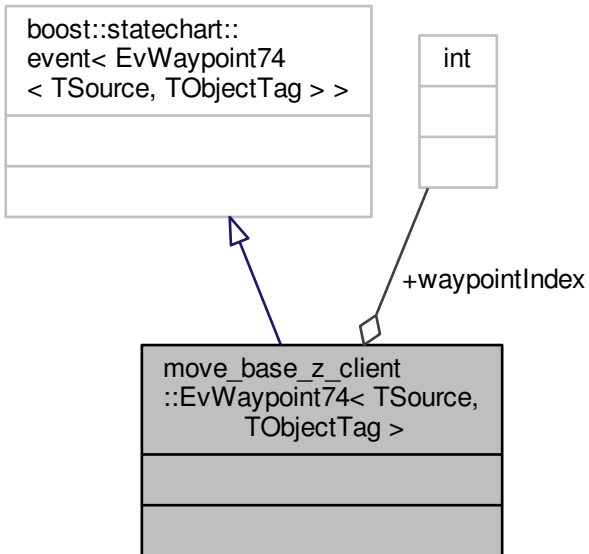 boost::statechart::
event< EvWaypoint74
< TSource, TObjectTag > >
int
+waypointIndex
move_base_z_client
::EvWaypoint74< TSource,
TObjectTag >